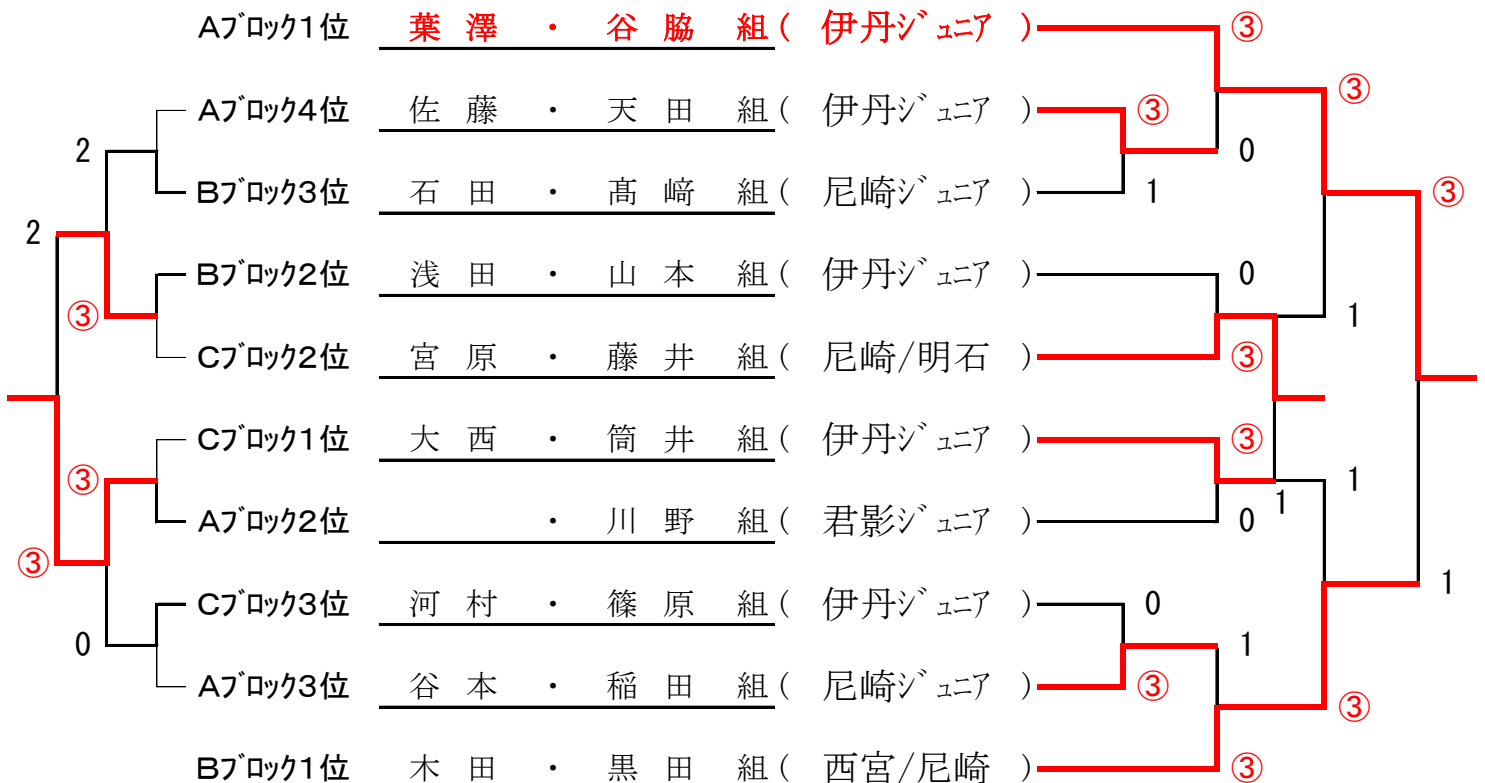 Aブロック1位 葉澤・谷脇 組( 伊丹ジュニア ) ③
③
Aブロック4位 佐藤・天田 組( 伊丹ジュニア ) ③
2 0
Bブロック3位 石田・髙﨑 組( 尼崎ジュニア ) 1 ③
2
Bブロック2位 浅田・山本 組( 伊丹ジュニア ) 0
③ 1
Cブロック2位 宮原・藤井 組( 尼崎/明石 ) ③
Cブロック1位 大西・筒井 組( 伊丹ジュニア ) ③
③ 1 1
Aブロック2位 ・川野 組( 君影ジュニア ) 0
③ 1
Cブロック3位 河村・篠原 組( 伊丹ジュニア ) 0
0 1
Aブロック3位 谷本・稲田 組( 尼崎ジュニア ) ③
③
Bブロック1位 木田・黒田 組( 西宮/尼崎 ) ③